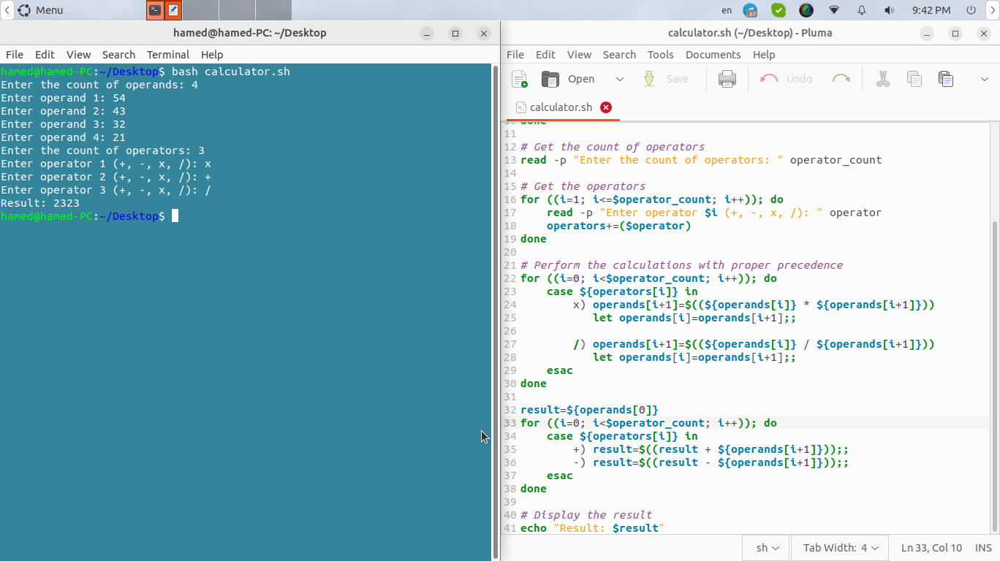 Menu
en
87
9:42 PM
hamed@hamed-PC: ~/Desktop
File Edit View Search Terminal Help
hamed@hamed-PC:~/Desktop$ bash calculator.sh
Enter the count of operands: 4
Enter operand 1: 54
Enter operand 2: 43
Enter operand 3: 32
Enter operand 4: 21
Enter the count of operators: 3
Enter operator 1 (+, -, x, /): x
Enter operator 2 (+, -, x, /): +
Enter operator 3 (+, -, x, /): /
Result: 2323
hamed@hamed-PC:~/Desktop$
calculator.sh (~/Desktop) - Pluma
File Edit View Search Tools Documents Help
Open Save Undo
calculator.sh
10 done
11
12 # Get the count of operators
13 read -p "Enter the count of operators: " operator_count
14
15 # Get the operators
16 for ((i=1; i<=$operator_count; i++)); do
17     read -p "Enter operator $i (+, -, x, /): " operator
18     operators+=($operator)
19 done
20
21 # Perform the calculations with proper precedence
22 for ((i=0; i<$operator_count; i++)); do
23     case ${operators[i]} in
24         x) operands[i+1]=$((${operands[i]} * ${operands[i+1]}))
25            let operands[i]=operands[i+1];;
26
27         /) operands[i+1]=$((${operands[i]} / ${operands[i+1]}))
28            let operands[i]=operands[i+1];;
29     esac
30 done
31
32 result=${operands[0]}
33 for ((i=0; i<$operator_count; i++)); do
34     case ${operators[i]} in
35         +) result=$((result + ${operands[i+1]}));;
36         -) result=$((result - ${operands[i+1]}));;
37     esac
38 done
39
40 # Display the result
41 echo "Result: $result"
sh Tab Width: 4 Ln 33, Col 10 INS